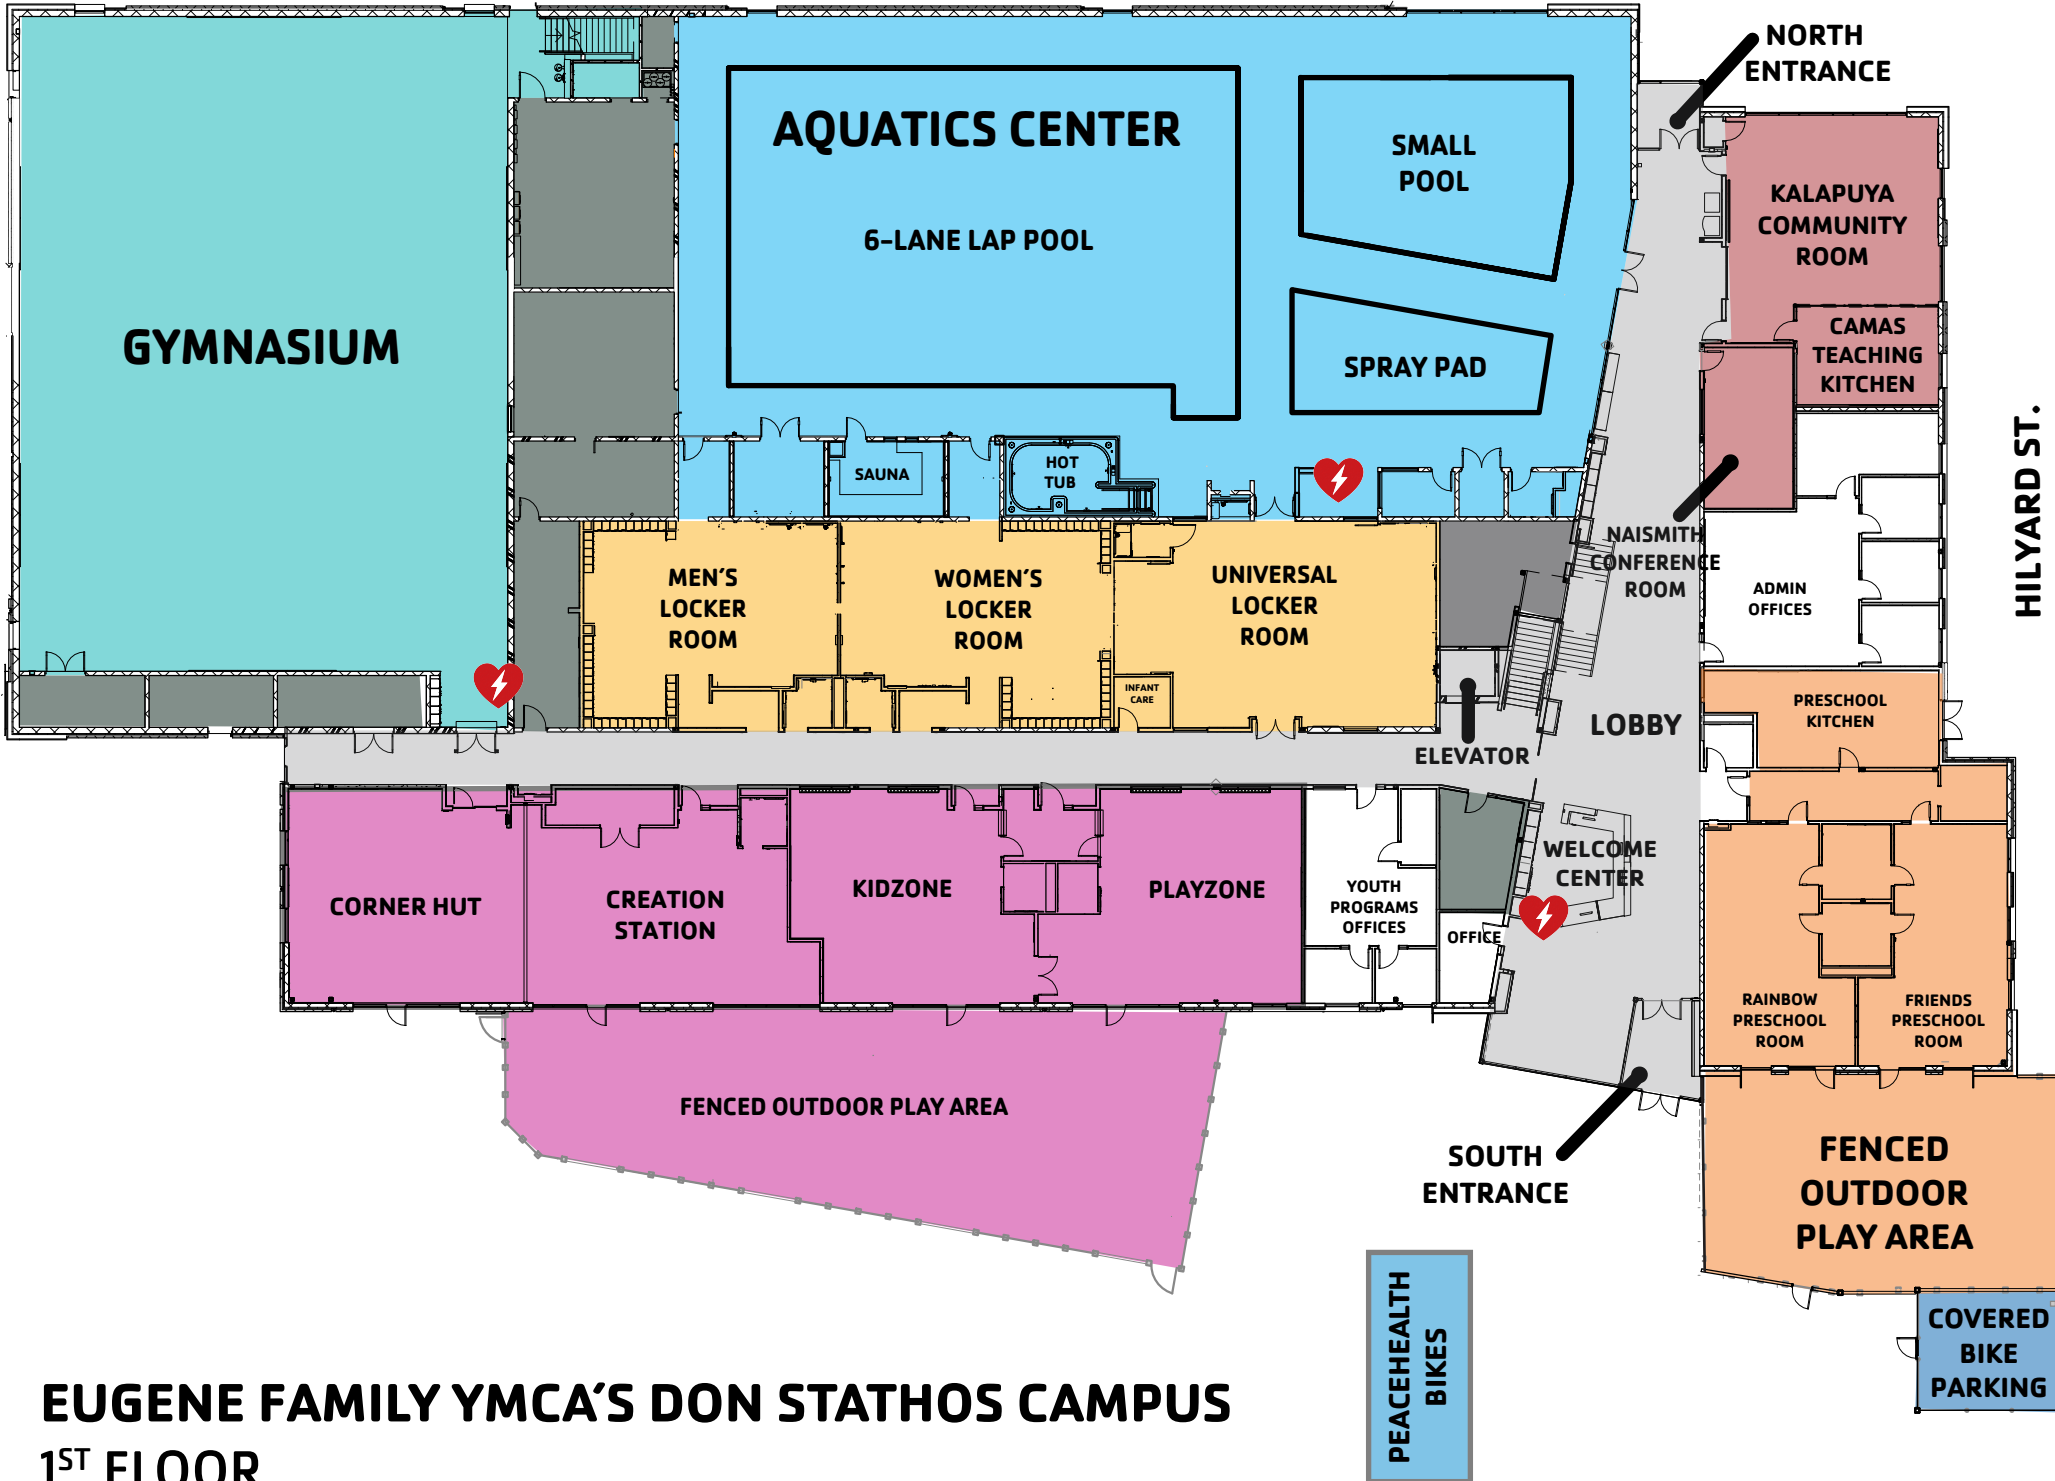 NORTH
ENTRANCE
AQUATICS CENTER
6-LANE LAP POOL
SMALL
POOL
SPRAY PAD
KALAPUYA
COMMUNITY
ROOM
CAMAS
TEACHING
KITCHEN
GYMNASIUM
HILYARD ST.
SAUNA
HOT
TUB
NAISMITH
CONFERENCE
ROOM
ADMIN
OFFICES
MEN'S
LOCKER
ROOM
WOMEN'S
LOCKER
ROOM
UNIVERSAL
LOCKER
ROOM
INFANT
CARE
ELEVATOR
LOBBY
PRESCHOOL
KITCHEN
CORNER HUT
CREATION
STATION
KIDZONE
PLAYZONE
YOUTH
PROGRAMS
OFFICES
OFFICE
WELCOME
CENTER
RAINBOW
PRESCHOOL
ROOM
FRIENDS
PRESCHOOL
ROOM
FENCED OUTDOOR PLAY AREA
SOUTH
ENTRANCE
FENCED
OUTDOOR
PLAY AREA
PEACEHEALTH
BIKES
COVERED
BIKE
PARKING
EUGENE FAMILY YMCA'S DON STATHOS CAMPUS
1ST FLOOR